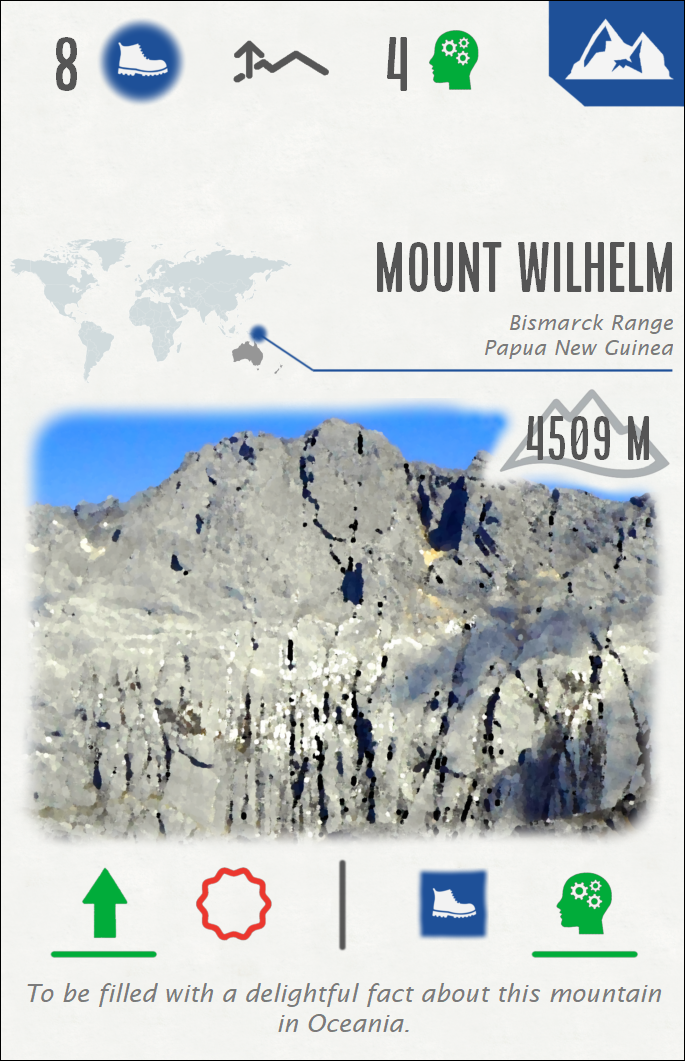 8
4
MOUNT WILHELM
Bismarck Range
Papua New Guinea
4509 M
To be filled with a delightful fact about this mountain
in Oceania.